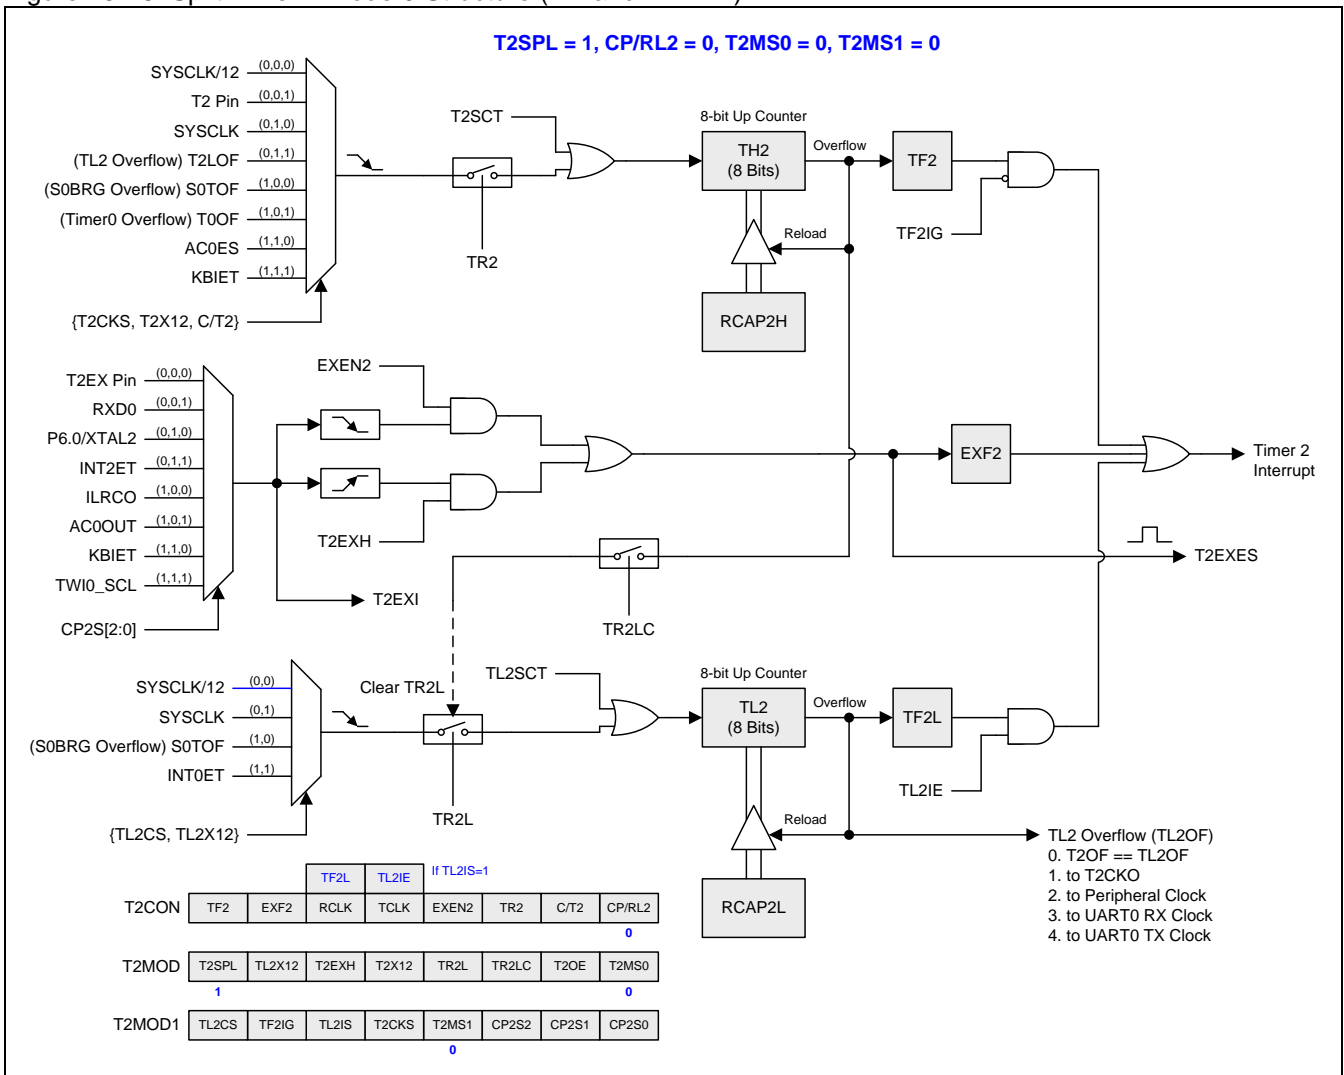 T2SPL = 1, CP/RL2 = 0, T2MS0 = 0, T2MS1 = 0
SYSCLK/12 (0,0,0)
T2 Pin (0,0,1)
SYSCLK (0,1,0)
(TL2 Overflow) T2LOF (0,1,1)
(S0BRG Overflow) S0TOF (1,0,0)
(Timer0 Overflow) T0OF (1,0,1)
AC0ES (1,1,0)
KBIET (1,1,1)
{T2CKS, T2X12, C/T2}
TR2
T2SCT
8-bit Up Counter
TH2
(8 Bits)
Overflow
Reload
RCAP2H
TF2
TF2IG
T2EX Pin (0,0,0)
RXD0 (0,0,1)
P6.0/XTAL2 (0,1,0)
INT2ET (0,1,1)
ILRCO (1,0,0)
AC0OUT (1,0,1)
KBIET (1,1,0)
TWI0_SCL (1,1,1)
CP2S[2:0]
EXEN2
T2EXH
T2EXI
EXF2
Timer 2
Interrupt
T2EXES
TR2LC
SYSCLK/12 (0,0)
SYSCLK (0,1)
(S0BRG Overflow) S0TOF (1,0)
INT0ET (1,1)
{TL2CS, TL2X12}
Clear TR2L
TR2L
TL2SCT
8-bit Up Counter
TL2
(8 Bits)
Overflow
Reload
RCAP2L
TF2L
TL2IE
TL2 Overflow (TL2OF)
0. T2OF == TL2OF
1. to T2CKO
2. to Peripheral Clock
3. to UART0 RX Clock
4. to UART0 TX Clock
TF2L TL2IE If TL2IS=1
T2CON TF2 EXF2 RCLK TCLK EXEN2 TR2 C/T2 CP/RL2
0
T2MOD T2SPL TL2X12 T2EXH T2X12 TR2L TR2LC T2OE T2MS0
1 0
T2MOD1 TL2CS TF2IG TL2IS T2CKS T2MS1 CP2S2 CP2S1 CP2S0
0